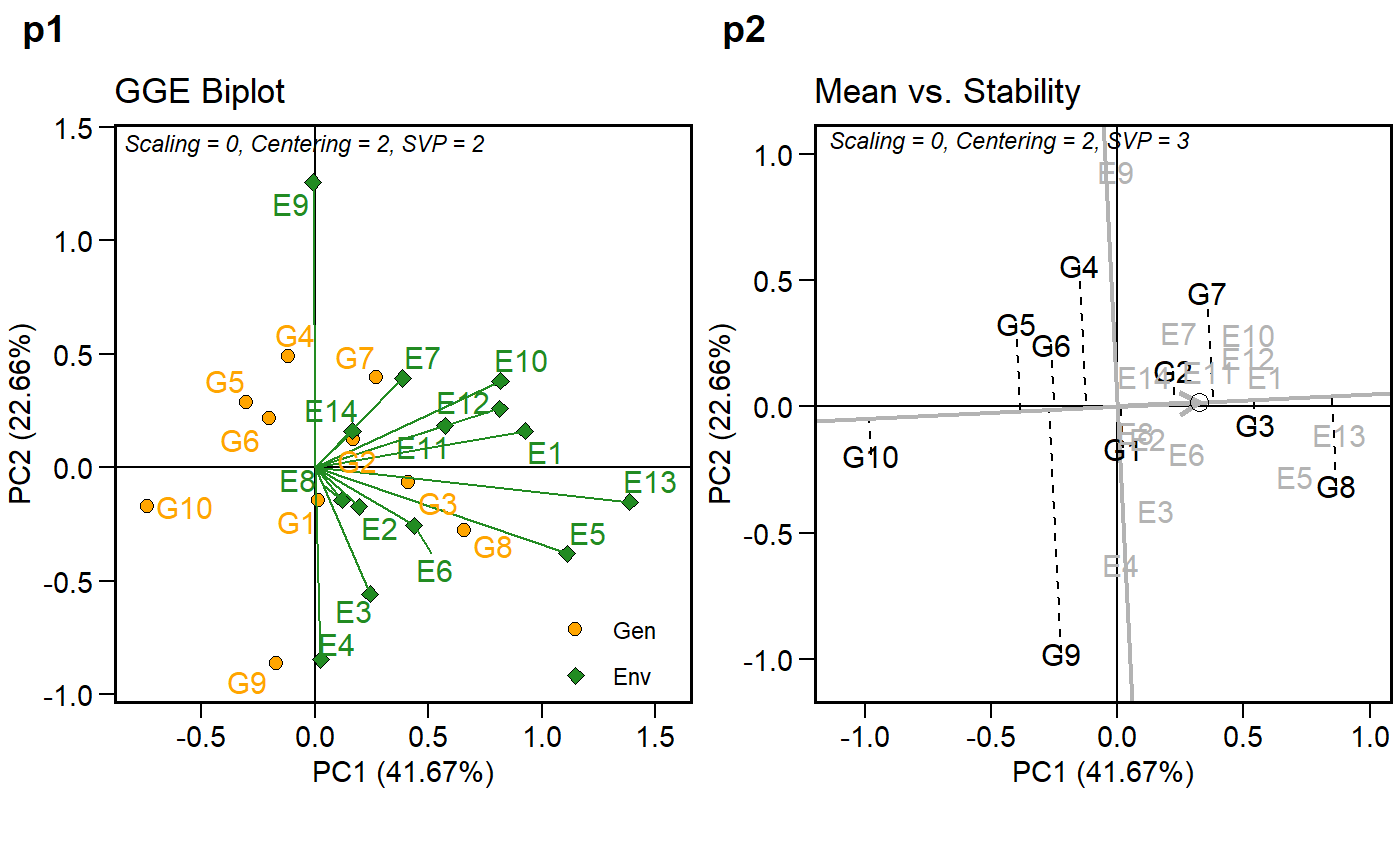 p1
GGE Biplot
Scaling = 0, Centering = 2, SVP = 2
1.5
1.0
0.5
0.0
-0.5
-1.0
PC2 (22.66%)
E9
G4
G7
E7
E10
G5
E14
E12
G6
E11
E1
G2
E8
E13
G10
G1
G3
E2
E5
G8
E6
E3
E4
G9
Gen
Env
-0.5 0.0 0.5 1.0 1.5
PC1 (41.67%)
p2
Mean vs. Stability
Scaling = 0, Centering = 2, SVP = 3
1.0
0.5
0.0
-0.5
-1.0
PC2 (22.66%)
E9
G4
G7
G5
G6
E7
E10
E12
G2
E11
E14
E1
G3
E8
E2
E13
G1
G10
E6
E5
G8
E3
E4
G9
-1.0 -0.5 0.0 0.5 1.0
PC1 (41.67%)